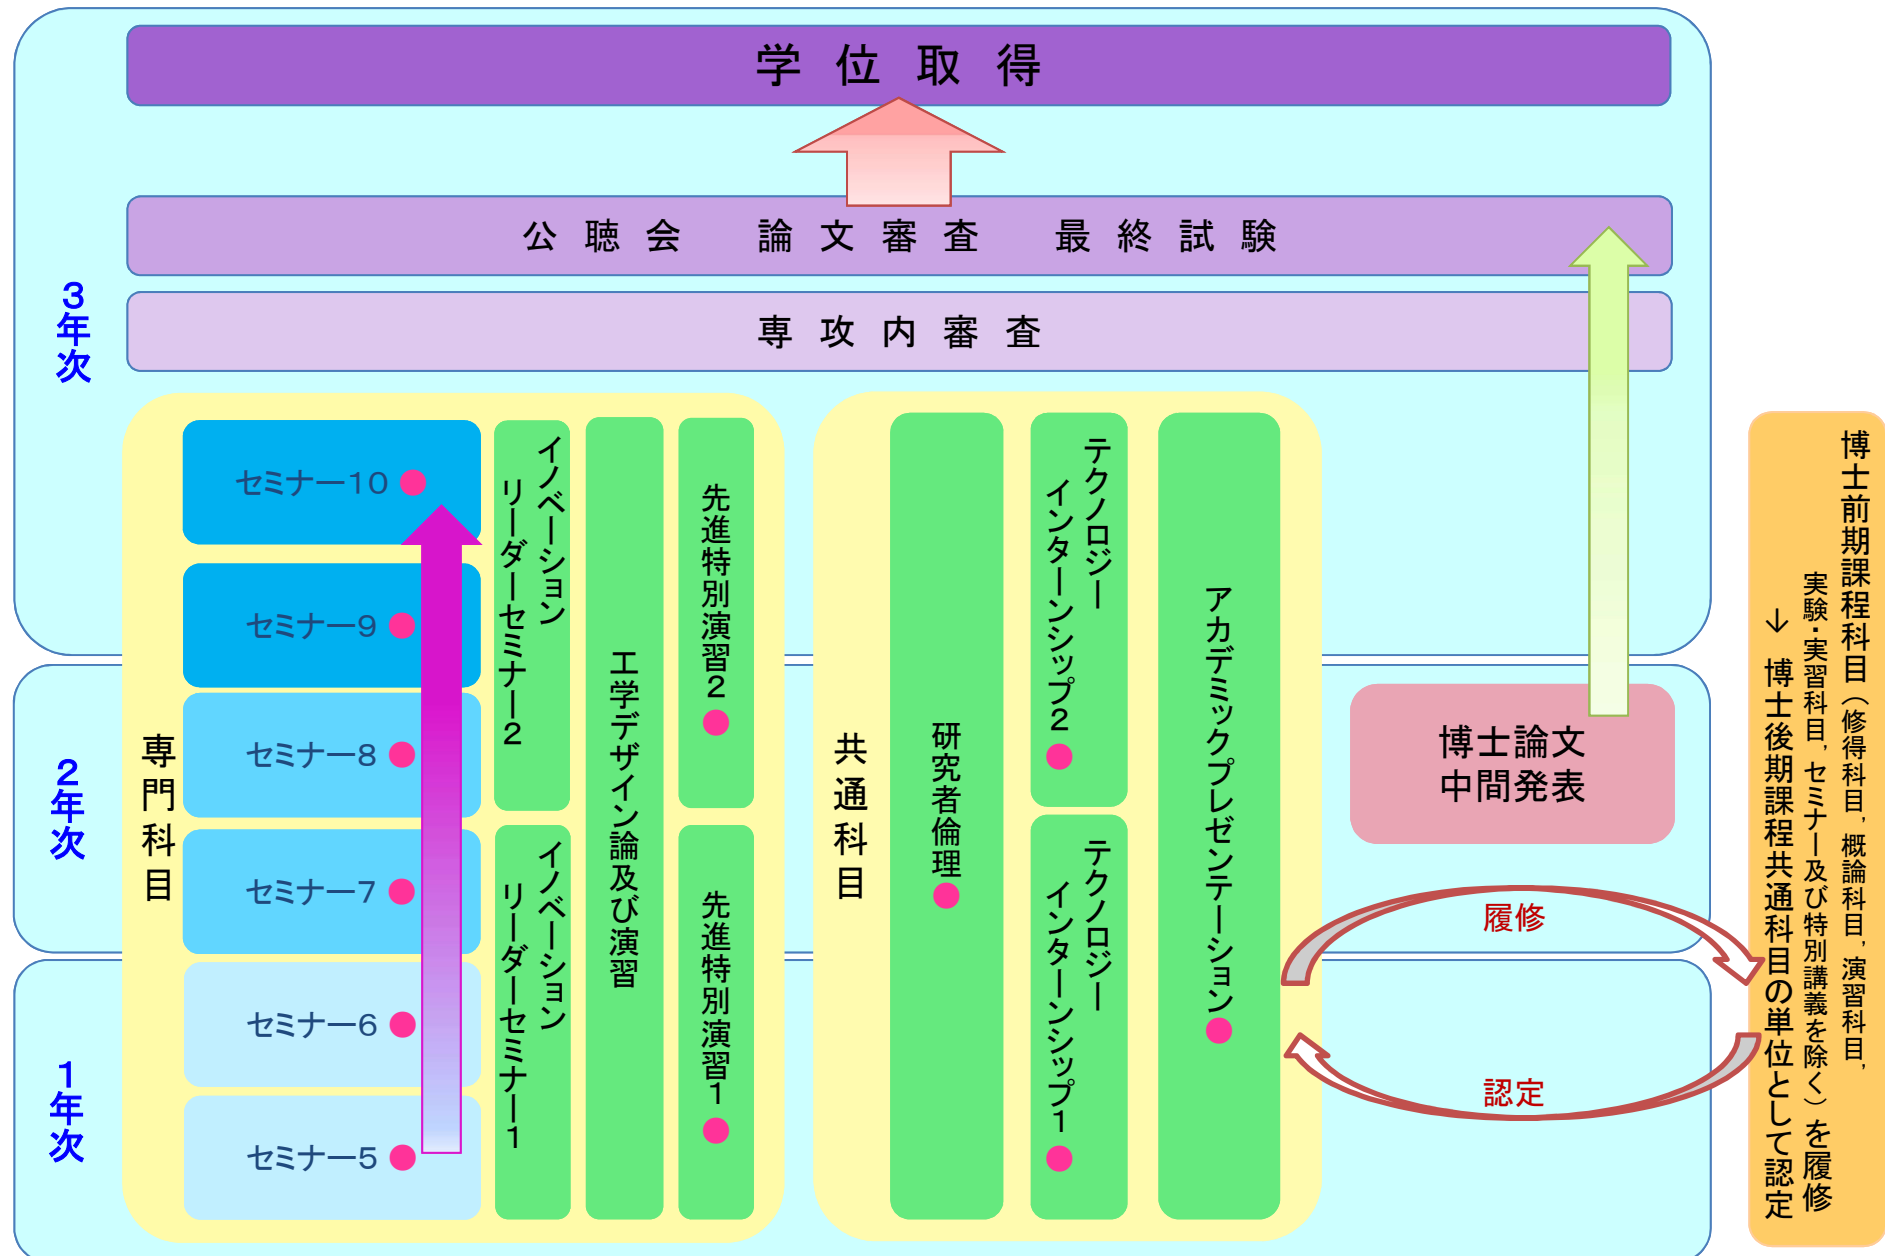 学位取得
公聴会 論文審査 最終試験
専攻内審査
3年次
2年次
1年次
専門科目
セミナー10
セミナー9
セミナー8
セミナー7
セミナー6
セミナー5
イノベーション
リーダーセミナー2
イノベーション
リーダーセミナー1
工学デザイン論及び演習
先進特別演習2
先進特別演習1
共通科目
研究者倫理
テクノロジー
インターンシップ2
テクノロジー
インターンシップ1
アカデミックプレゼンテーション
博士論文
中間発表
履修
認定
博士前期課程科目（修得科目，概論科目，演習科目，
実験・実習科目，セミナー及び特別講義を除く）を履修
↓ 博士後期課程共通科目の単位として認定